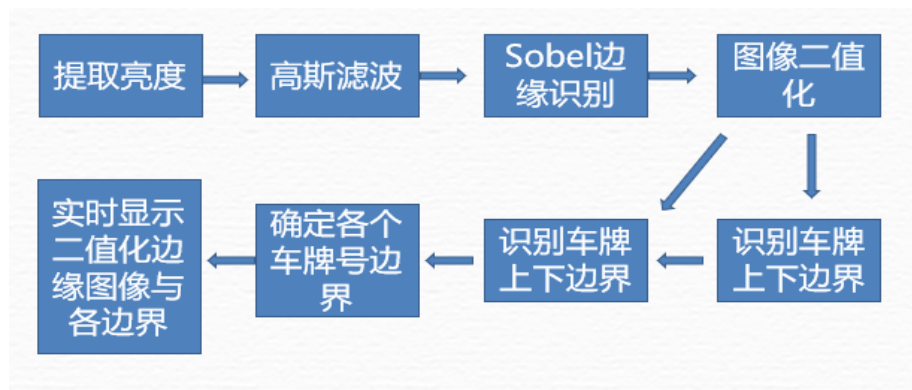 提取亮度
高斯滤波
Sobel边
缘识别
图像二值
化
识别车牌
上下边界
识别车牌
上下边界
确定各个
车牌号边
界
实时显示
二值化边
缘图像与
各边界